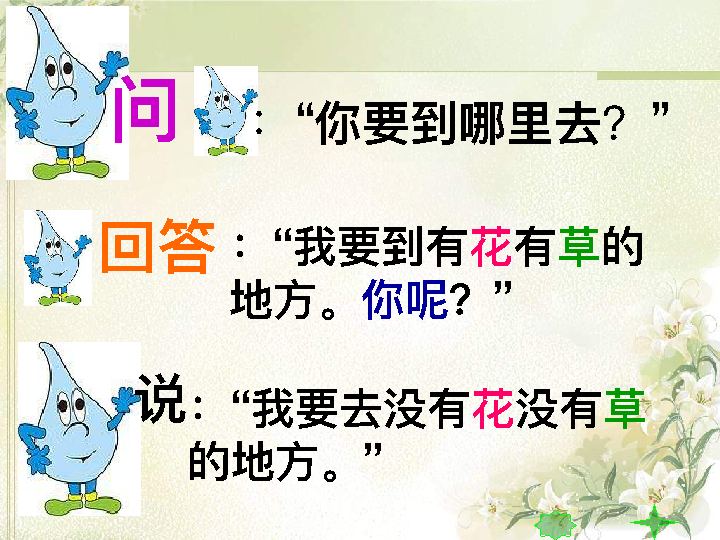 问：“你要到哪里去？”
回答：“我要到有花有草的
地方。你呢？”
说：“我要去没有花没有草
的地方。”